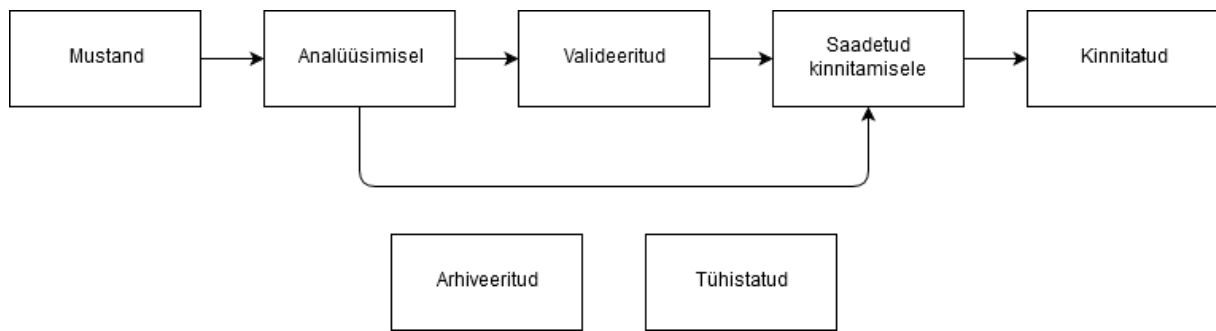 Mustand
Analüüsimisel
Valideeritud
Saadetud
kinnitamisele
Kinnitatud
Arhiveeritud
Tühistatud